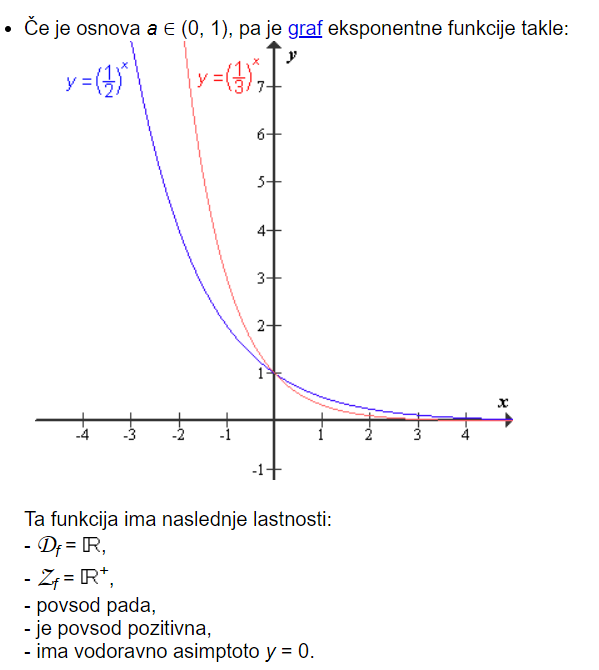 • Če je osnova a ∈ (0, 1), pa je graf eksponentne funkcije takle:
y = (1/2)^x
y = (1/3)^x
y
7
6
5
4
3
2
1
x
-4 -3 -2 -1 1 2 3 4
-1
Ta funkcija ima naslednje lastnosti:
- 𝒟f = ℝ,
- 𝒵f = ℝ⁺,
- povsod pada,
- je povsod pozitivna,
- ima vodoravno asimptoto y = 0.